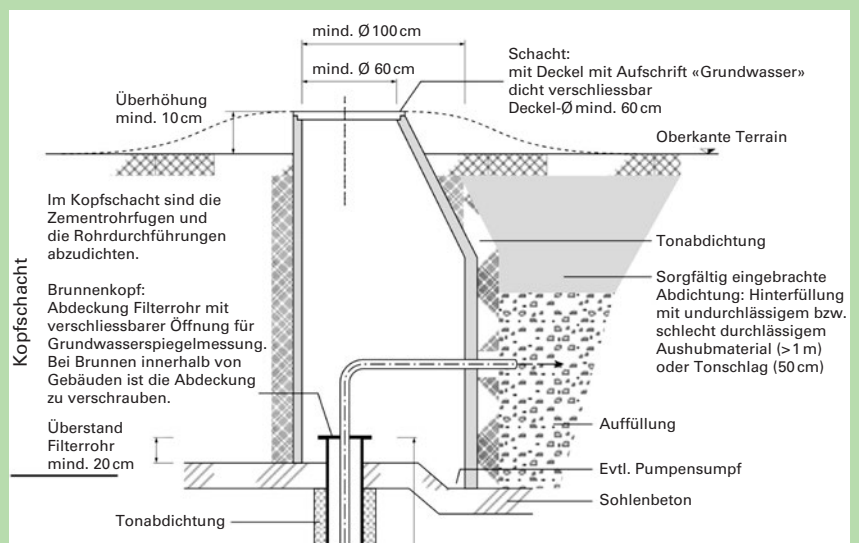 mind. Ø 100 cm
mind. Ø 60 cm
Schacht:
mit Deckel mit Aufschrift «Grundwasser»
dicht verschliessbar
Deckel-Ø mind. 60 cm
Überhöhung
mind. 10 cm
Oberkante Terrain
Im Kopfschacht sind die
Zementrohrfugen und
die Rohrdurchführungen
abzudichten.
Tonabdichtung
Kopfschacht
Brunnenkopf:
Abdeckung Filterrohr mit
verschliessbarer Öffnung für
Grundwasserspiegelmessung.
Bei Brunnen innerhalb von
Gebäuden ist die Abdeckung
zu verschrauben.
Sorgfältig eingebrachte
Abdichtung: Hinterfüllung
mit undurchlässigem bzw.
schlecht durchlässigem
Aushubmaterial (>1 m)
oder Tonschlag (50 cm)
Überstand
Filterrohr
mind. 20 cm
Auffüllung
Evtl. Pumpensumpf
Sohlenbeton
Tonabdichtung